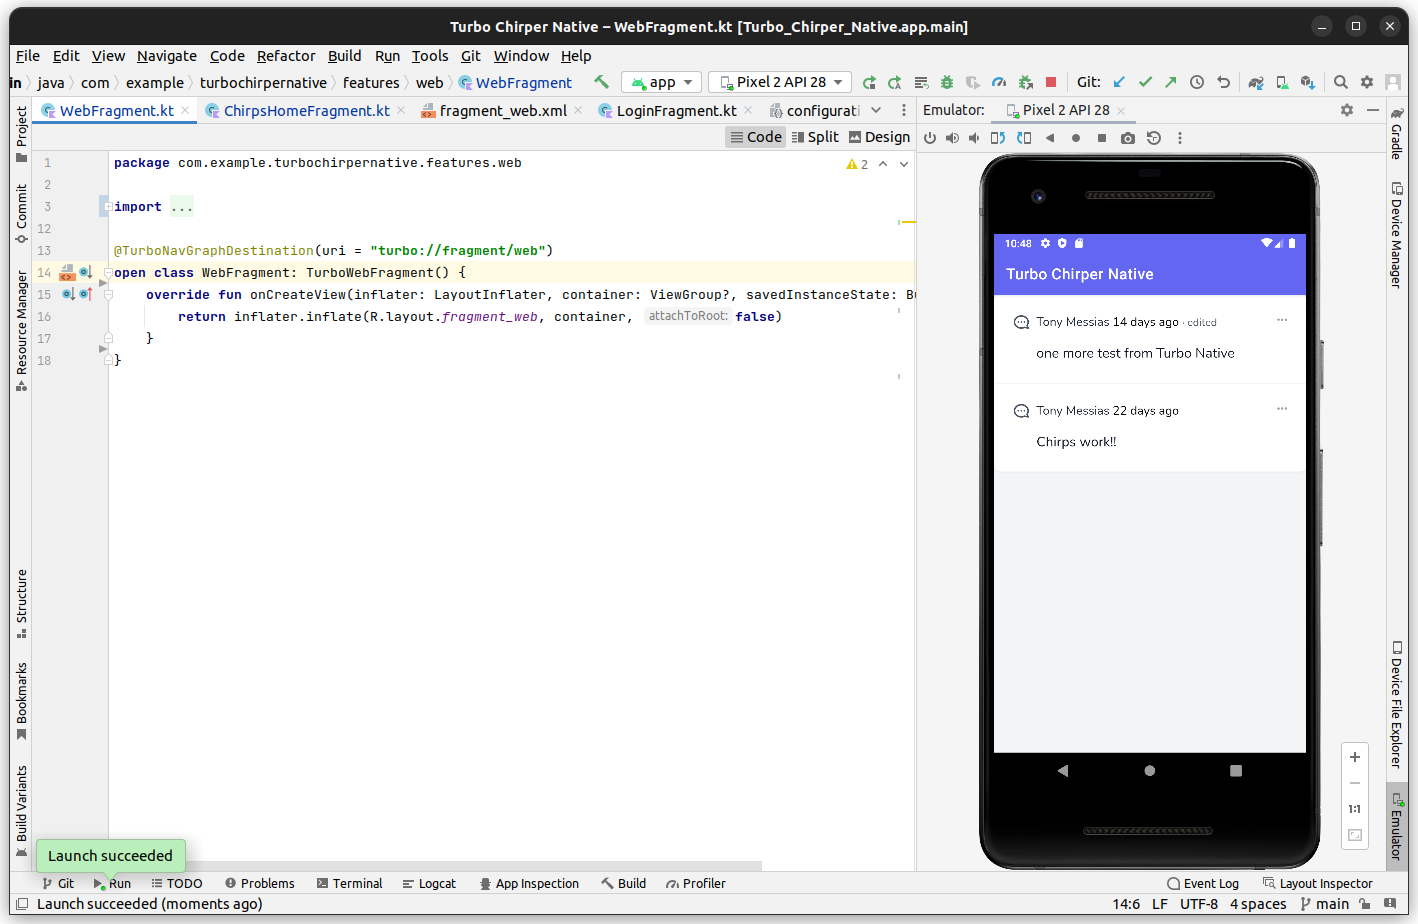 Turbo Chirper Native – WebFragment.kt [Turbo_Chirper_Native.app.main]
File Edit View Navigate Code Refactor Build Run Tools Git Window Help
in java com example turbochirpernative features web WebFragment app Pixel 2 API 28 Git:
WebFragment.kt ChirpsHomeFragment.kt fragment_web.xml LoginFragment.kt configurati Emulator: Pixel 2 API 28
Code Split Design
1 package com.example.turbochirpernative.features.web
2
2
3 import ...
12
13 @TurboNavGraphDestination(uri = "turbo://fragment/web")
14 open class WebFragment: TurboWebFragment() {
15 override fun onCreateView(inflater: LayoutInflater, container: ViewGroup?, savedInstanceState: Bu
16 return inflater.inflate(R.layout.fragment_web, container, attachToRoot: false)
17 }
18 }
Project
Commit
Resource Manager
Structure
Bookmarks
Build Variants
10:48
Turbo Chirper Native
Tony Messias 14 days ago · edited ...
one more test from Turbo Native
Tony Messias 22 days ago ...
Chirps work!!
1:1
Gradle
Device Manager
Device File Explorer
Emulator
Launch succeeded
Git Run TODO Problems Terminal Logcat App Inspection Build Profiler Event Log Layout Inspector
Launch succeeded (moments ago) 14:6 LF UTF-8 4 spaces main